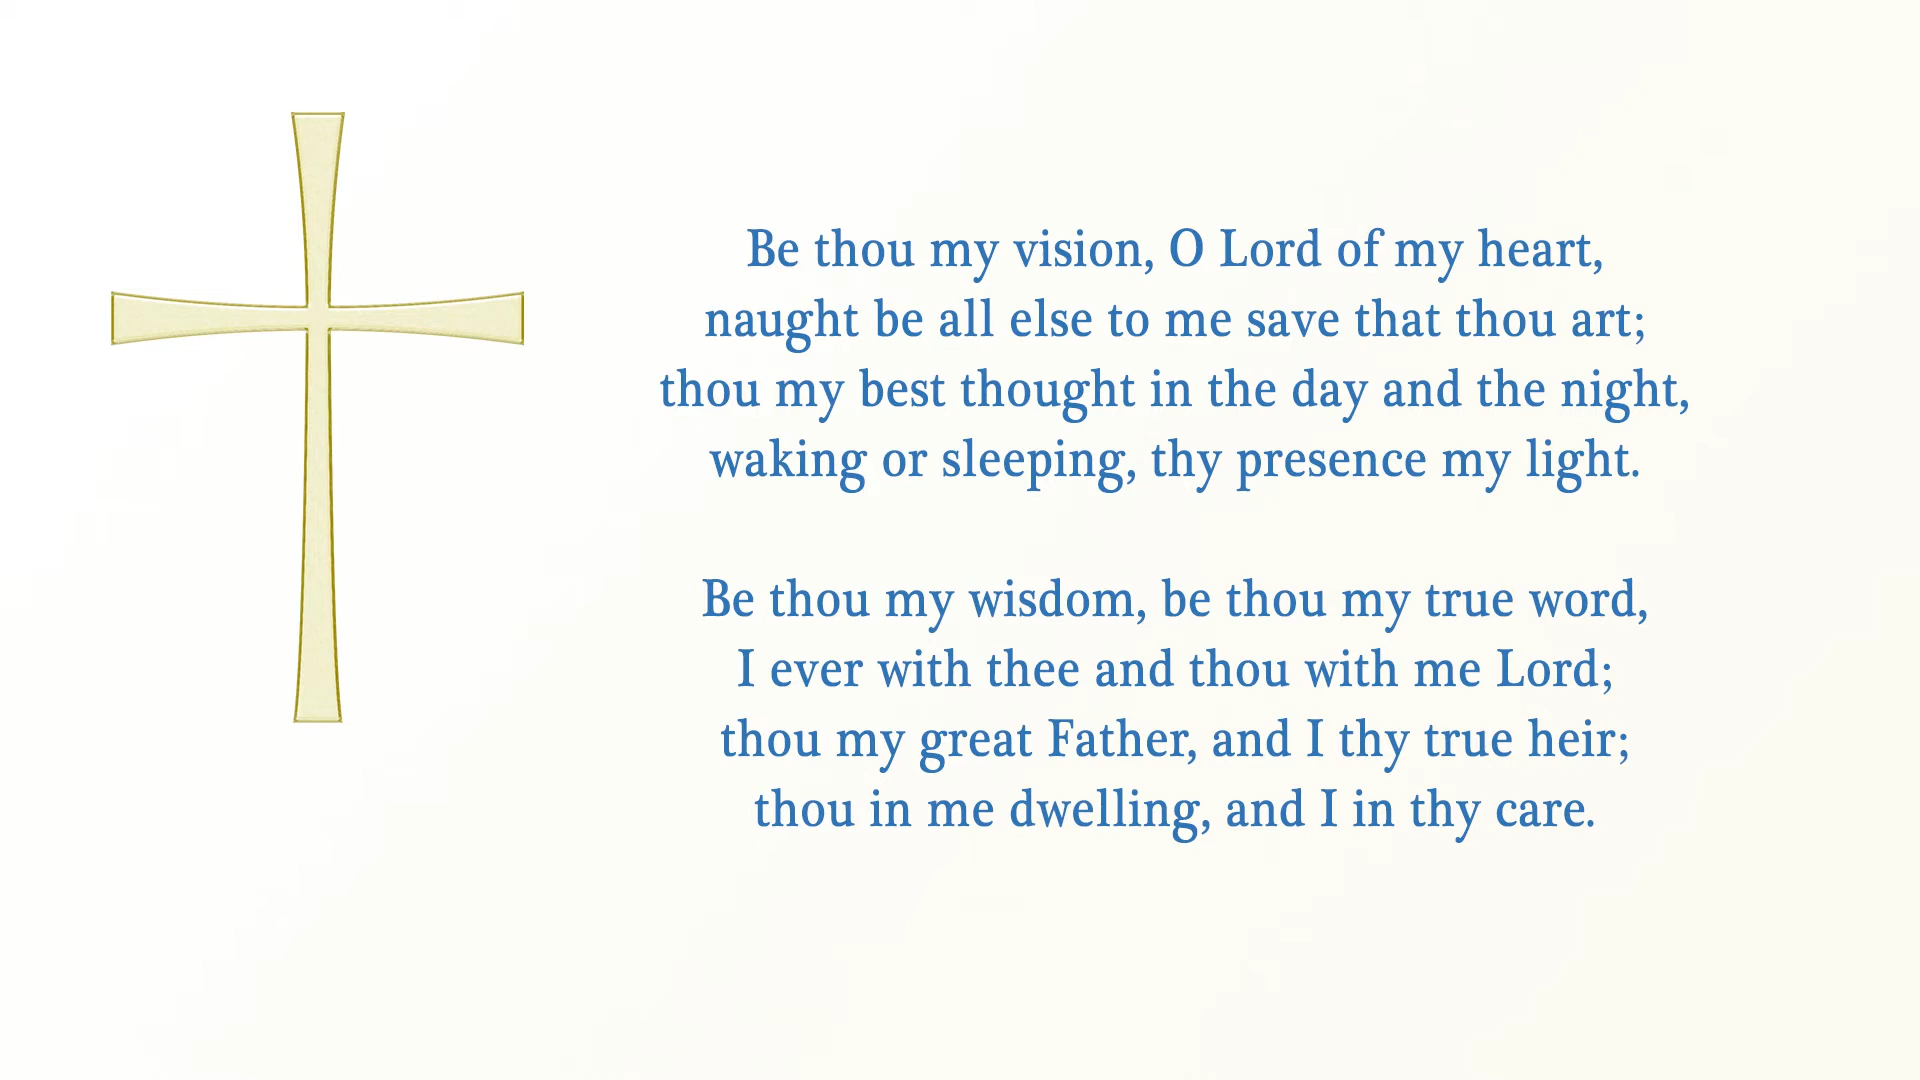 Be thou my vision, O Lord of my heart,
naught be all else to me save that thou art;
thou my best thought in the day and the night,
waking or sleeping, thy presence my light.
Be thou my wisdom, be thou my true word,
I ever with thee and thou with me Lord;
thou my great Father, and I thy true heir;
thou in me dwelling, and I in thy care.